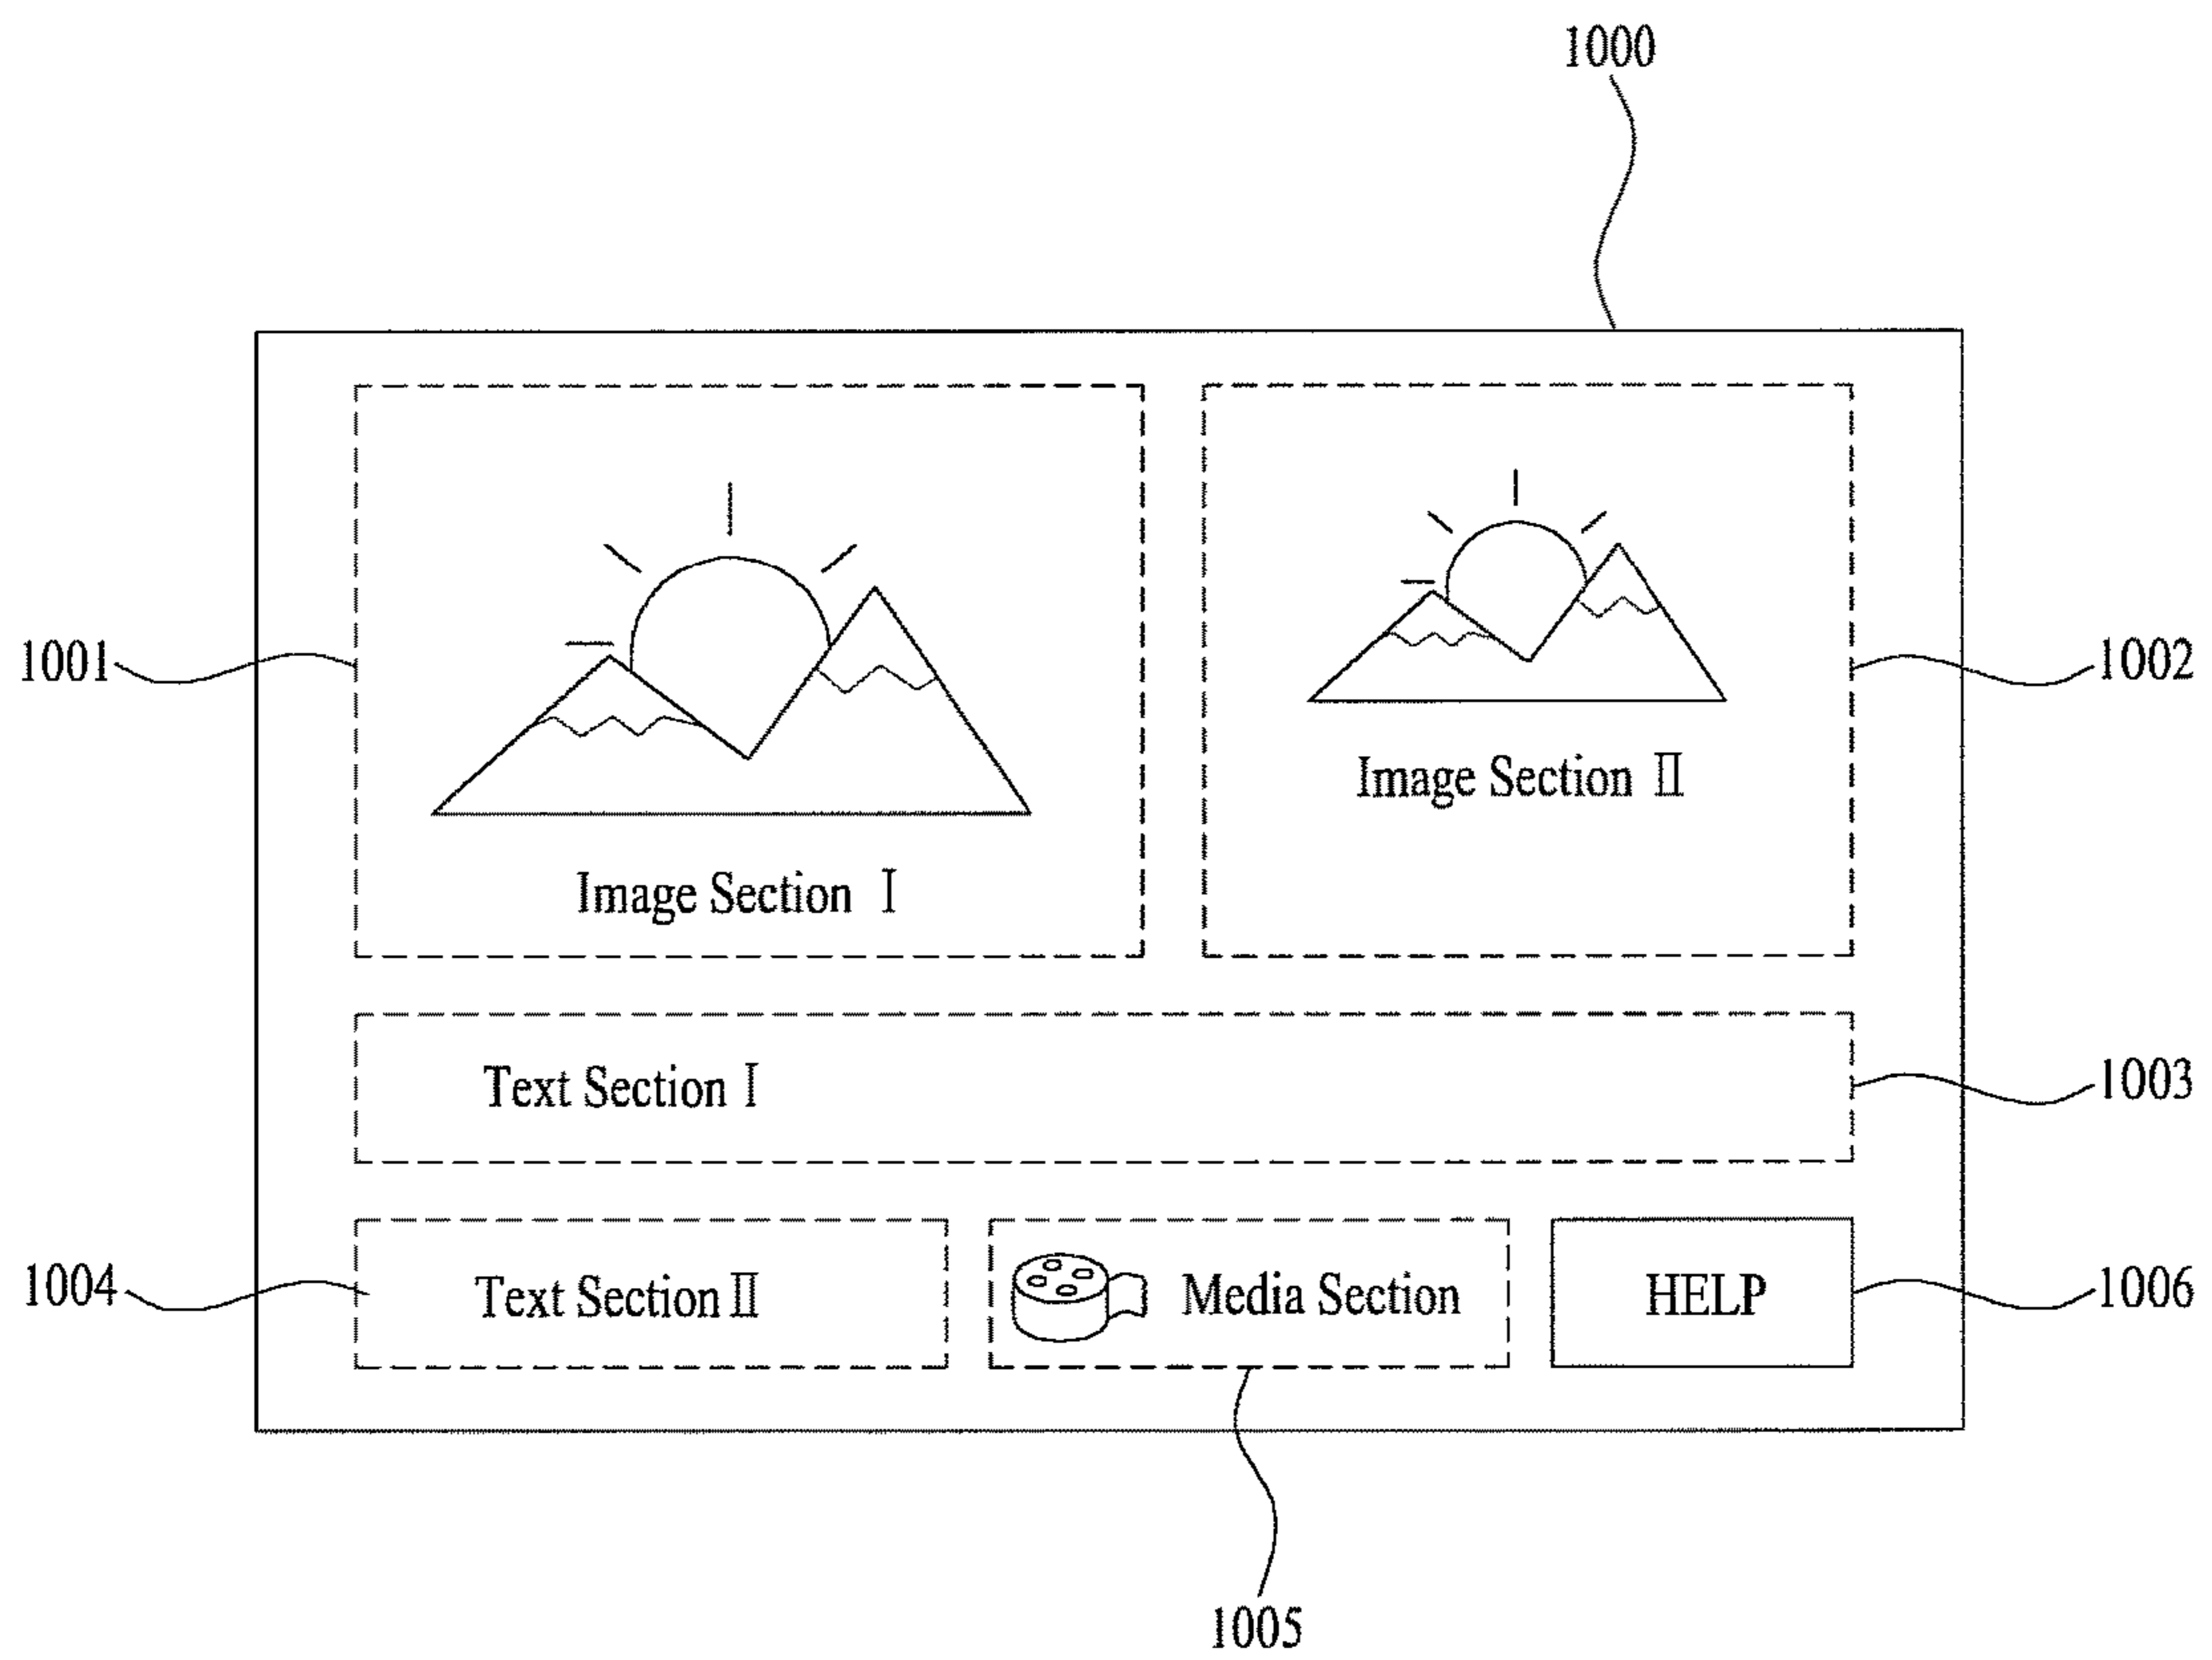 1000
1001
1002
Image Section Ⅱ
Image Section Ⅰ
Text Section Ⅰ
1003
1004
Text Section Ⅱ
Media Section
HELP
1006
1005